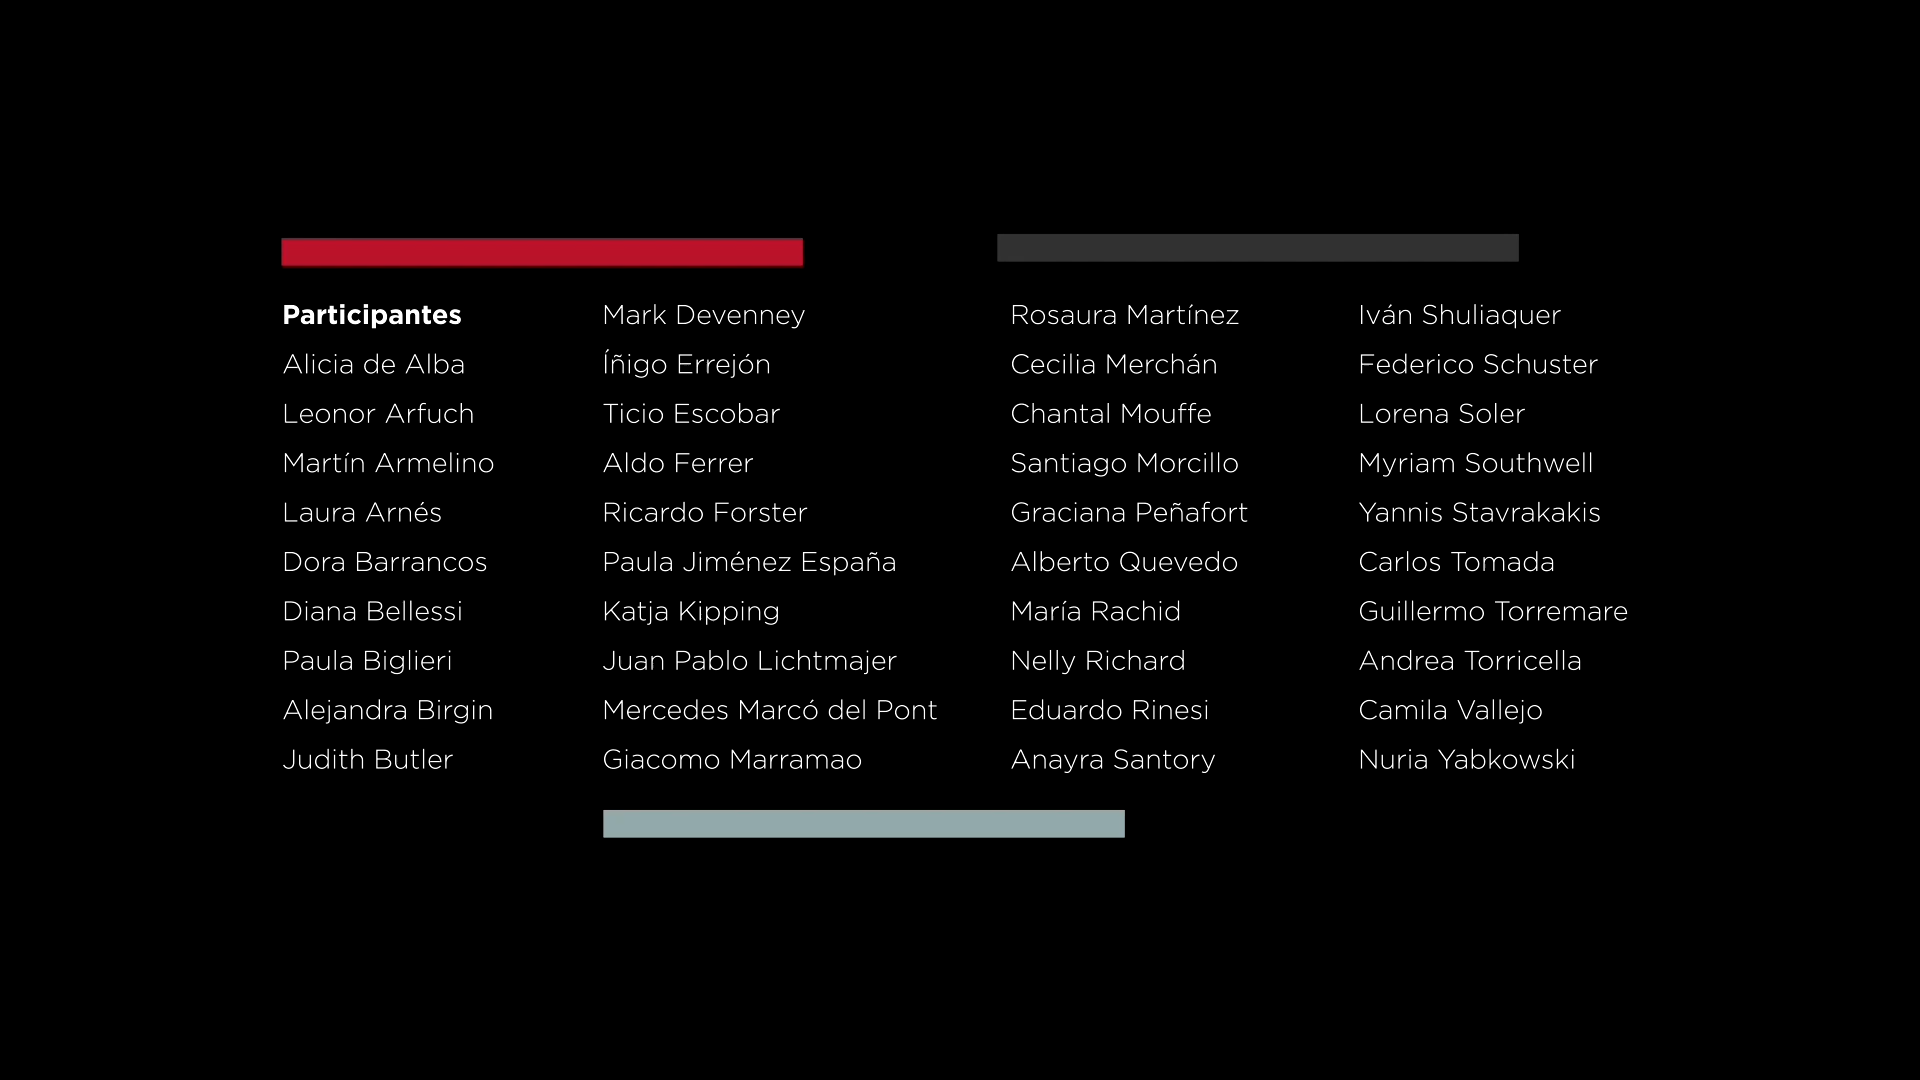 Participantes
Alicia de Alba
Leonor Arfuch
Martín Armelino
Laura Arnés
Dora Barrancos
Diana Bellessi
Paula Biglieri
Alejandra Birgin
Judith Butler
Mark Devenney
Íñigo Errejón
Ticio Escobar
Aldo Ferrer
Ricardo Forster
Paula Jiménez España
Katja Kipping
Juan Pablo Lichtmajer
Mercedes Marcó del Pont
Giacomo Marramao
Rosaura Martínez
Cecilia Merchán
Chantal Mouffe
Santiago Morcillo
Graciana Peñafort
Alberto Quevedo
María Rachid
Nelly Richard
Eduardo Rinesi
Anayra Santory
Iván Shuliaquer
Federico Schuster
Lorena Soler
Myriam Southwell
Yannis Stavrakakis
Carlos Tomada
Guillermo Torremare
Andrea Torricella
Camila Vallejo
Nuria Yabkowski